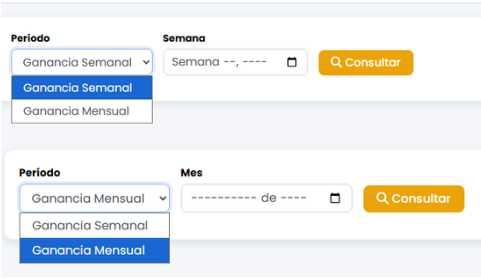 Período Semana
Ganancia Semanal Semana --, ---- Consultar
Ganancia Semanal
Ganancia Mensual
Período Mes
Ganancia Mensual ---------- de ---- Consultar
Ganancia Semanal
Ganancia Mensual